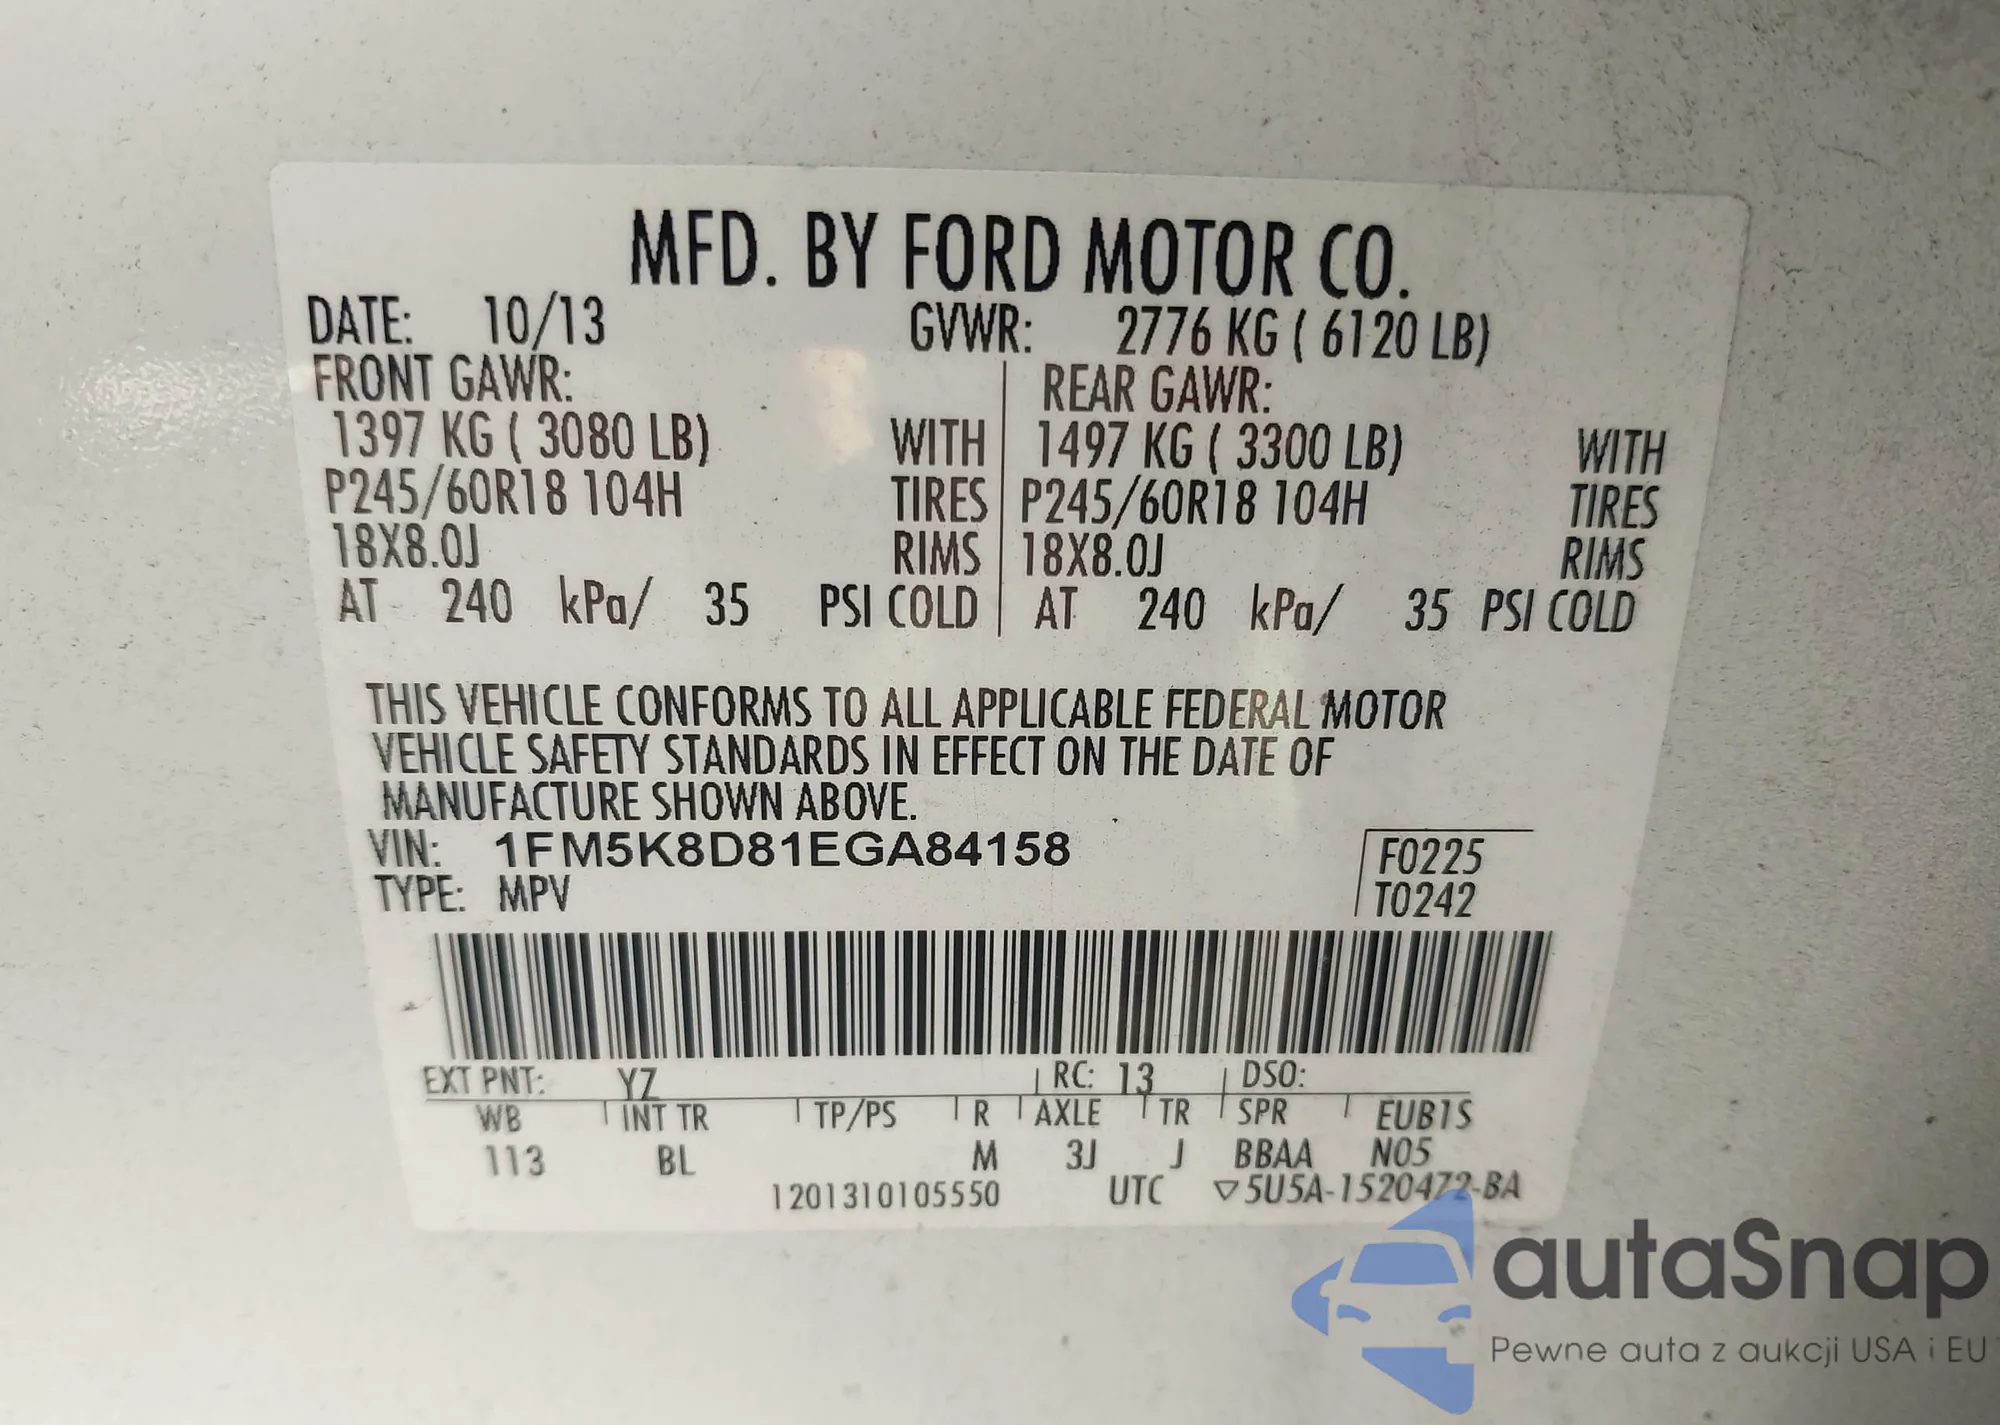 MFD. BY FORD MOTOR CO.
DATE: 10/13 GVWR: 2776 KG ( 6120 LB)
FRONT GAWR: REAR GAWR:
1397 KG ( 3080 LB) WITH 1497 KG ( 3300 LB) WITH
P245/60R18 104H TIRES P245/60R18 104H TIRES
18X8.0J RIMS 18X8.0J RIMS
AT 240 kPa/ 35 PSI COLD AT 240 kPa/ 35 PSI COLD
THIS VEHICLE CONFORMS TO ALL APPLICABLE FEDERAL MOTOR
VEHICLE SAFETY STANDARDS IN EFFECT ON THE DATE OF
MANUFACTURE SHOWN ABOVE.
VIN: 1FM5K8D81EGA84158 F0225
TYPE: MPV T0242
EXT PNT: YZ RC: 13 DSO:
WB INT TR TP/PS R AXLE TR SPR EUB1S
113 BL M 3J J BBAA N05
1201310105550 UTC ▽5U5A-1520472-BA
autaSnap
Pewne auta z aukcji USA i EU